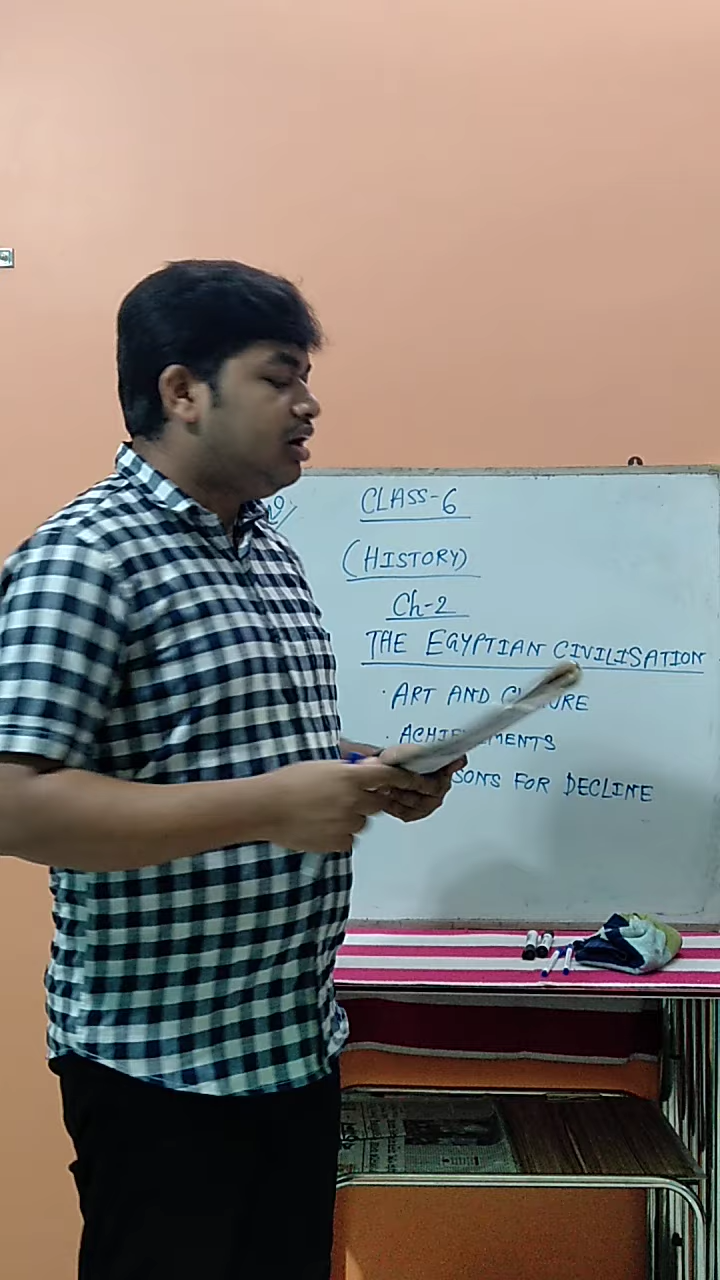 CLASS-6
(HISTORY)
Ch-2
THE EGYPTIAN CIVILISATION
· ART AND
· 
FOR DECLINE